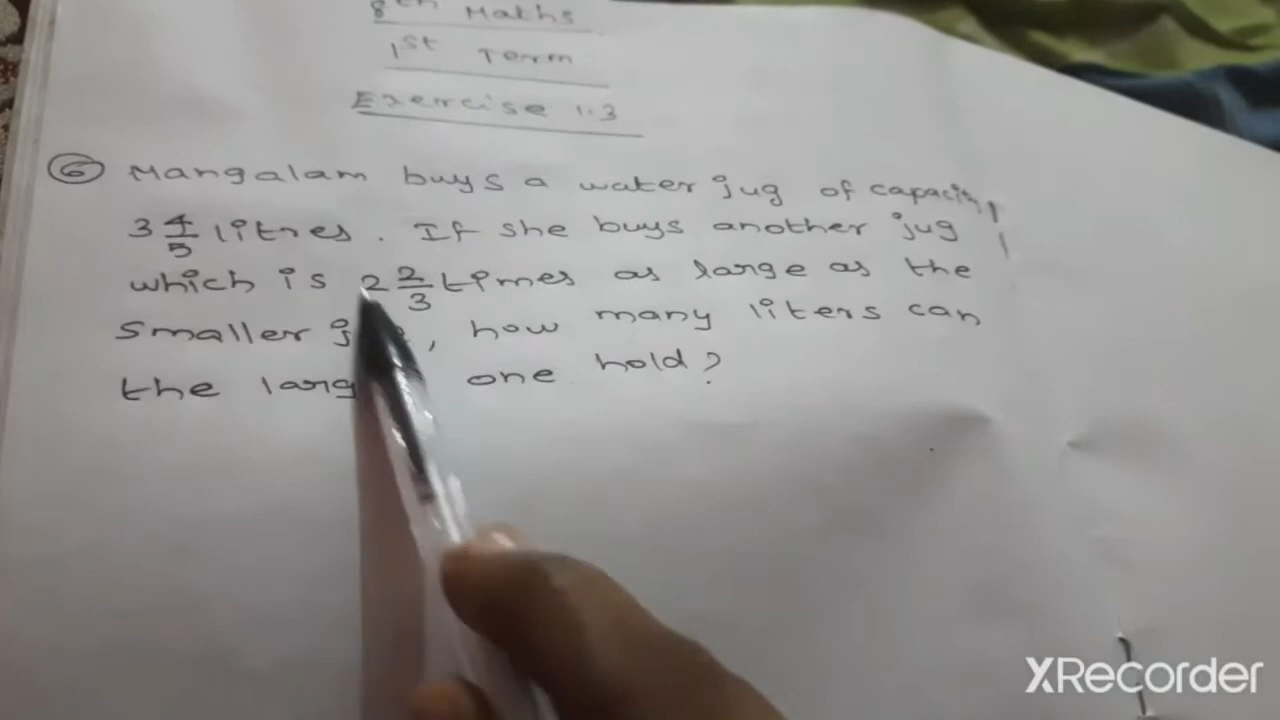 8th Maths
1st Term
Exercise 1.3
6 Mangalam buys a water jug of capacity
3 4/5 litres. If she buys another jug
which is 2 2/3 times as large as the
smaller, how many liters can
the one hold?
XRecorder